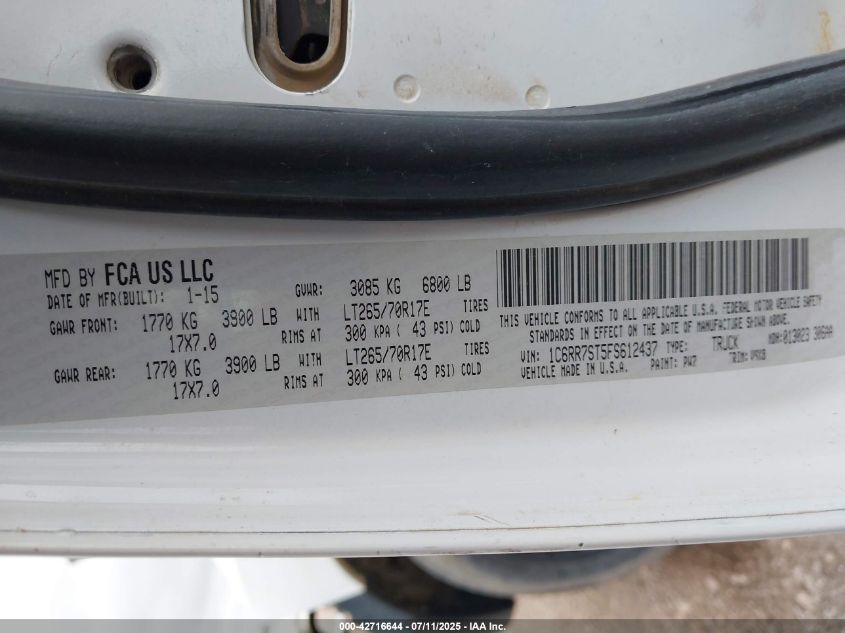 MFD BY FCA US LLC
DATE OF MFR(BUILT): 1-15 GVWR: 3085 KG 6800 LB
GAWR FRONT: 1770 KG 3900 LB WITH LT265/70R17E TIRES
17X7.0 RIMS AT 300 KPA ( 43 PSI) COLD
GAWR REAR: 1770 KG 3900 LB WITH LT265/70R17E TIRES
17X7.0 RIMS AT 300 KPA ( 43 PSI) COLD
THIS VEHICLE CONFORMS TO ALL APPLICABLE U.S.A. FEDERAL MOTOR VEHICLE SAFETY
STANDARDS IN EFFECT ON THE DATE OF MANUFACTURE SHOWN ABOVE.
VIN: 1C6RR7ST5FS612437 TYPE: TRUCK MDH:013023 306AA
VEHICLE MADE IN U.S.A. PAINT: PW7 TRIM:
000-42716644 - 07/11/2025 - IAA Inc.